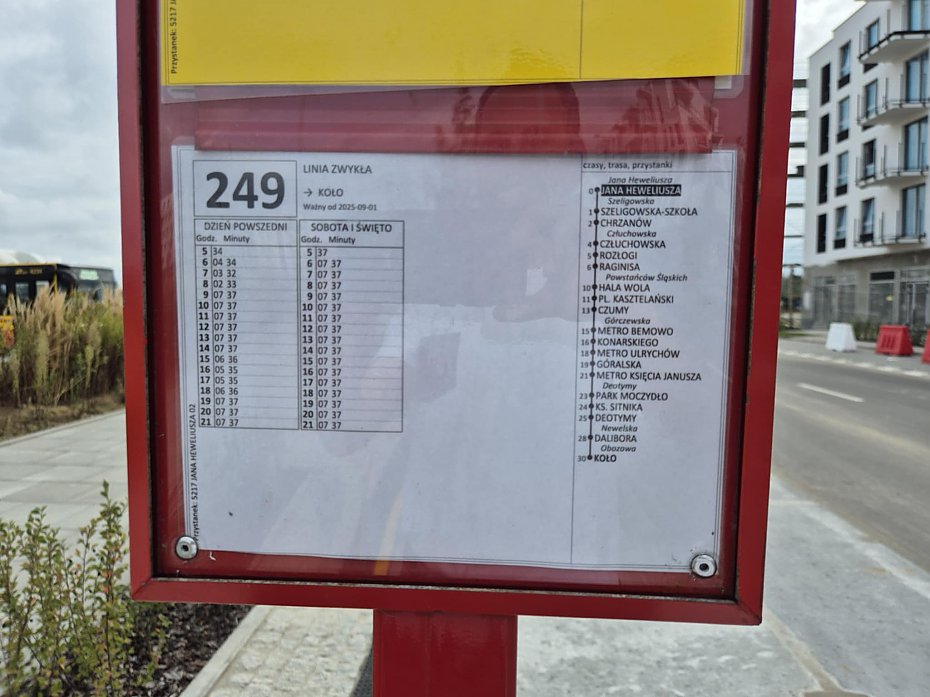 Przystanek: 5217
249
LINIA ZWYKŁA
→ KOŁO
Ważny od 2025-09-01
DZIEŃ POWSZEDNI
Godz. Minuty
5 34
6 04 34
7 03 32
8 02 33
9 07 37
10 07 37
11 07 37
12 07 37
13 07 37
14 07 37
15 06 36
16 05 35
17 05 35
18 06 36
19 07 37
20 07 37
21 07 37
SOBOTA I ŚWIĘTO
Godz. Minuty
5 37
6 07 37
7 07 37
8 07 37
9 07 37
10 07 37
11 07 37
12 07 37
13 07 37
14 07 37
15 07 37
16 07 37
17 07 37
18 07 37
19 07 37
20 07 37
21 07 37
czasy, trasa, przystanki
Jana Heweliusza
0 JANA HEWELIUSZA
Szeligowska
1 SZELIGOWSKA-SZKOŁA
2 CHRZANÓW
Człuchowska
4 CZŁUCHOWSKA
5 ROZŁOGI
6 RAGINISA
Powstańców Śląskich
10 HALA WOLA
11 PL. KASZTELAŃSKI
13 CZUMY
Górczewska
15 METRO BEMOWO
16 KONARSKIEGO
18 METRO ULRYCHÓW
19 GÓRALSKA
21 METRO KSIĘCIA JANUSZA
Deotymy
23 PARK MOCZYDŁO
24 KS. SITNIKA
25 DEOTYMY
Newelska
28 DALIBORA
Obozowa
30 KOŁO
Przystanek: 5217 JANA HEWELIUSZA 02